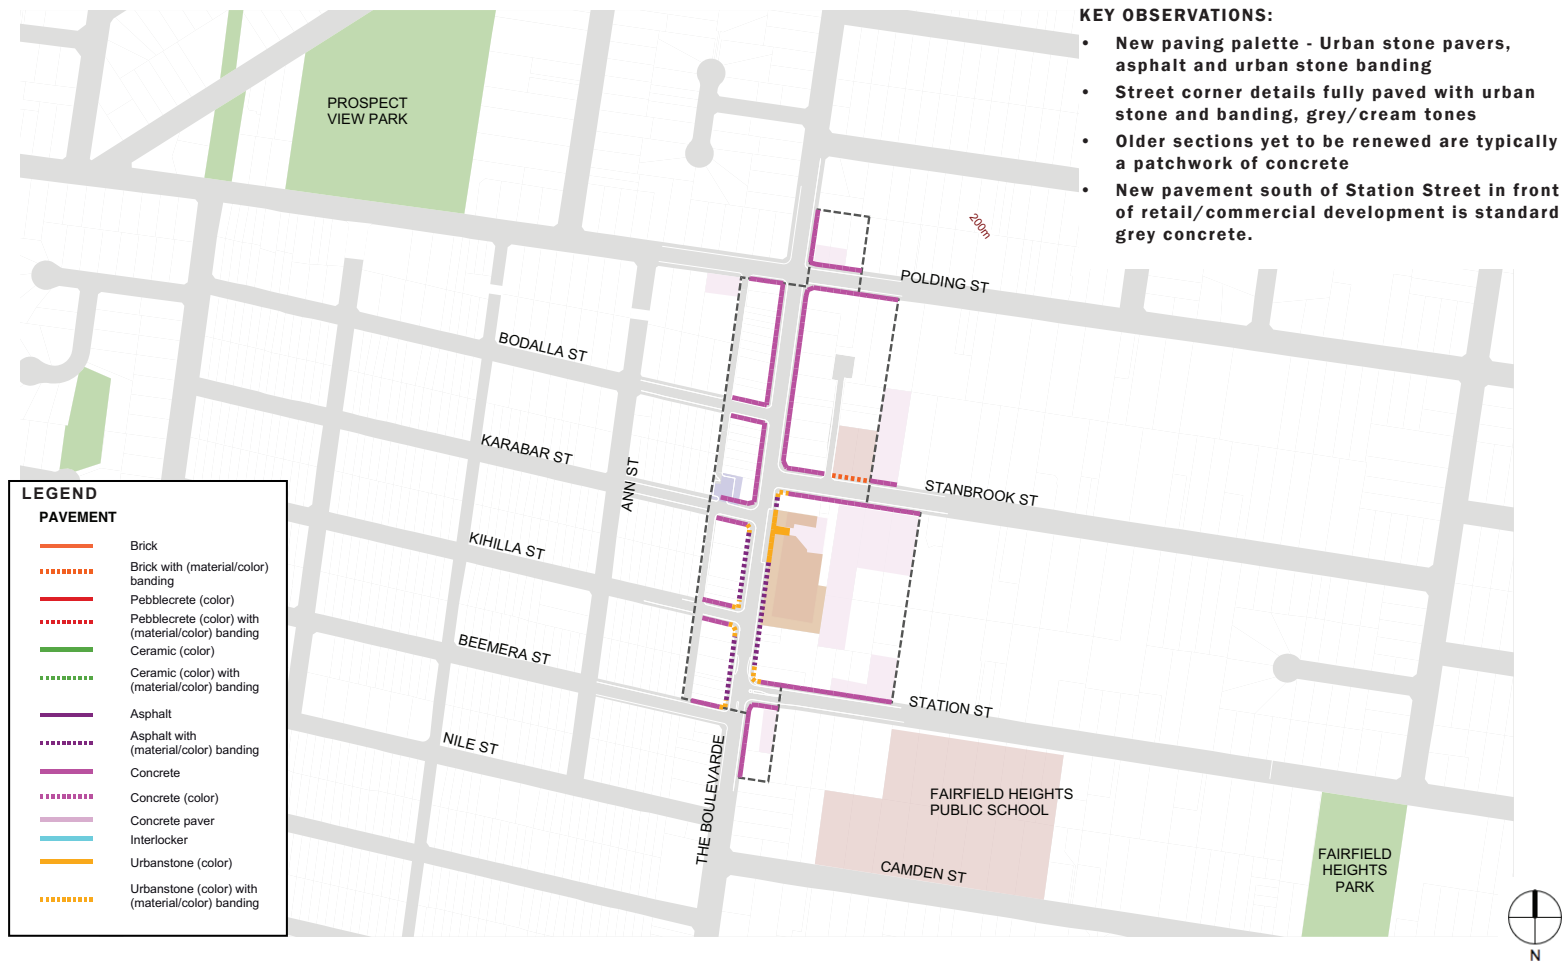 KEY OBSERVATIONS:
• New paving palette - Urban stone pavers,
asphalt and urban stone banding
• Street corner details fully paved with urban
stone and banding, grey/cream tones
• Older sections yet to be renewed are typically
a patchwork of concrete
• New pavement south of Station Street in front
of retail/commercial development is standard
grey concrete.
PROSPECT
VIEW PARK
200m
POLDING ST
BODALLA ST
KARABAR ST
ANN ST
STANBROOK ST
KIHILLA ST
BEEMERA ST
STATION ST
NILE ST
THE BOULEVARDE
FAIRFIELD HEIGHTS
PUBLIC SCHOOL
CAMDEN ST
FAIRFIELD
HEIGHTS
PARK
N
LEGEND
PAVEMENT
Brick
Brick with (material/color)
banding
Pebblecrete (color)
Pebblecrete (color) with
(material/color) banding
Ceramic (color)
Ceramic (color) with
(material/color) banding
Asphalt
Asphalt with
(material/color) banding
Concrete
Concrete (color)
Concrete paver
Interlocker
Urbanstone (color)
Urbanstone (color) with
(material/color) banding